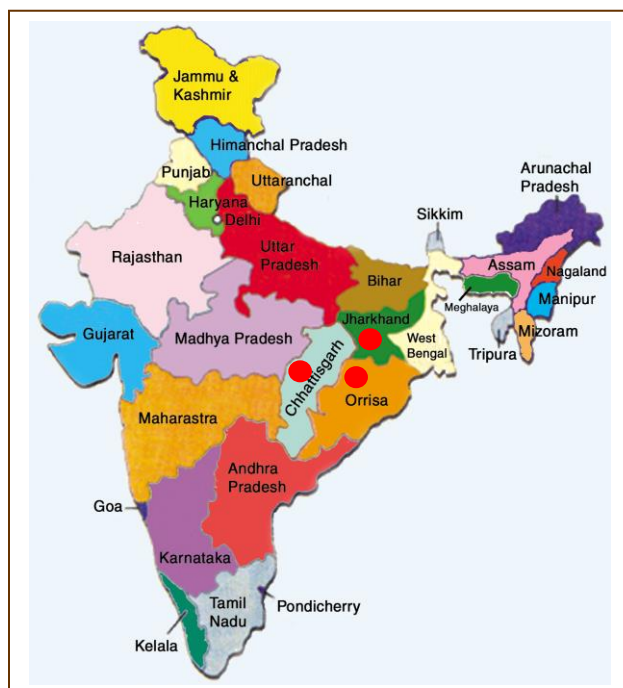 Jammu &
Kashmir
Himanchal Pradesh
Punjab
Uttaranchal
Haryana
Delhi
Arunachal
Pradesh
Sikkim
Rajasthan
Uttar
Pradesh
Assam
Nagaland
Bihar
Meghalaya
Manipur
Gujarat
Madhya Pradesh
Jharkhand
West
Bengal
Mizoram
Tripura
Chhattisgarh
Orrisa
Maharastra
Andhra
Pradesh
Goa
Karnataka
Tamil
Nadu
Pondicherry
Kelala